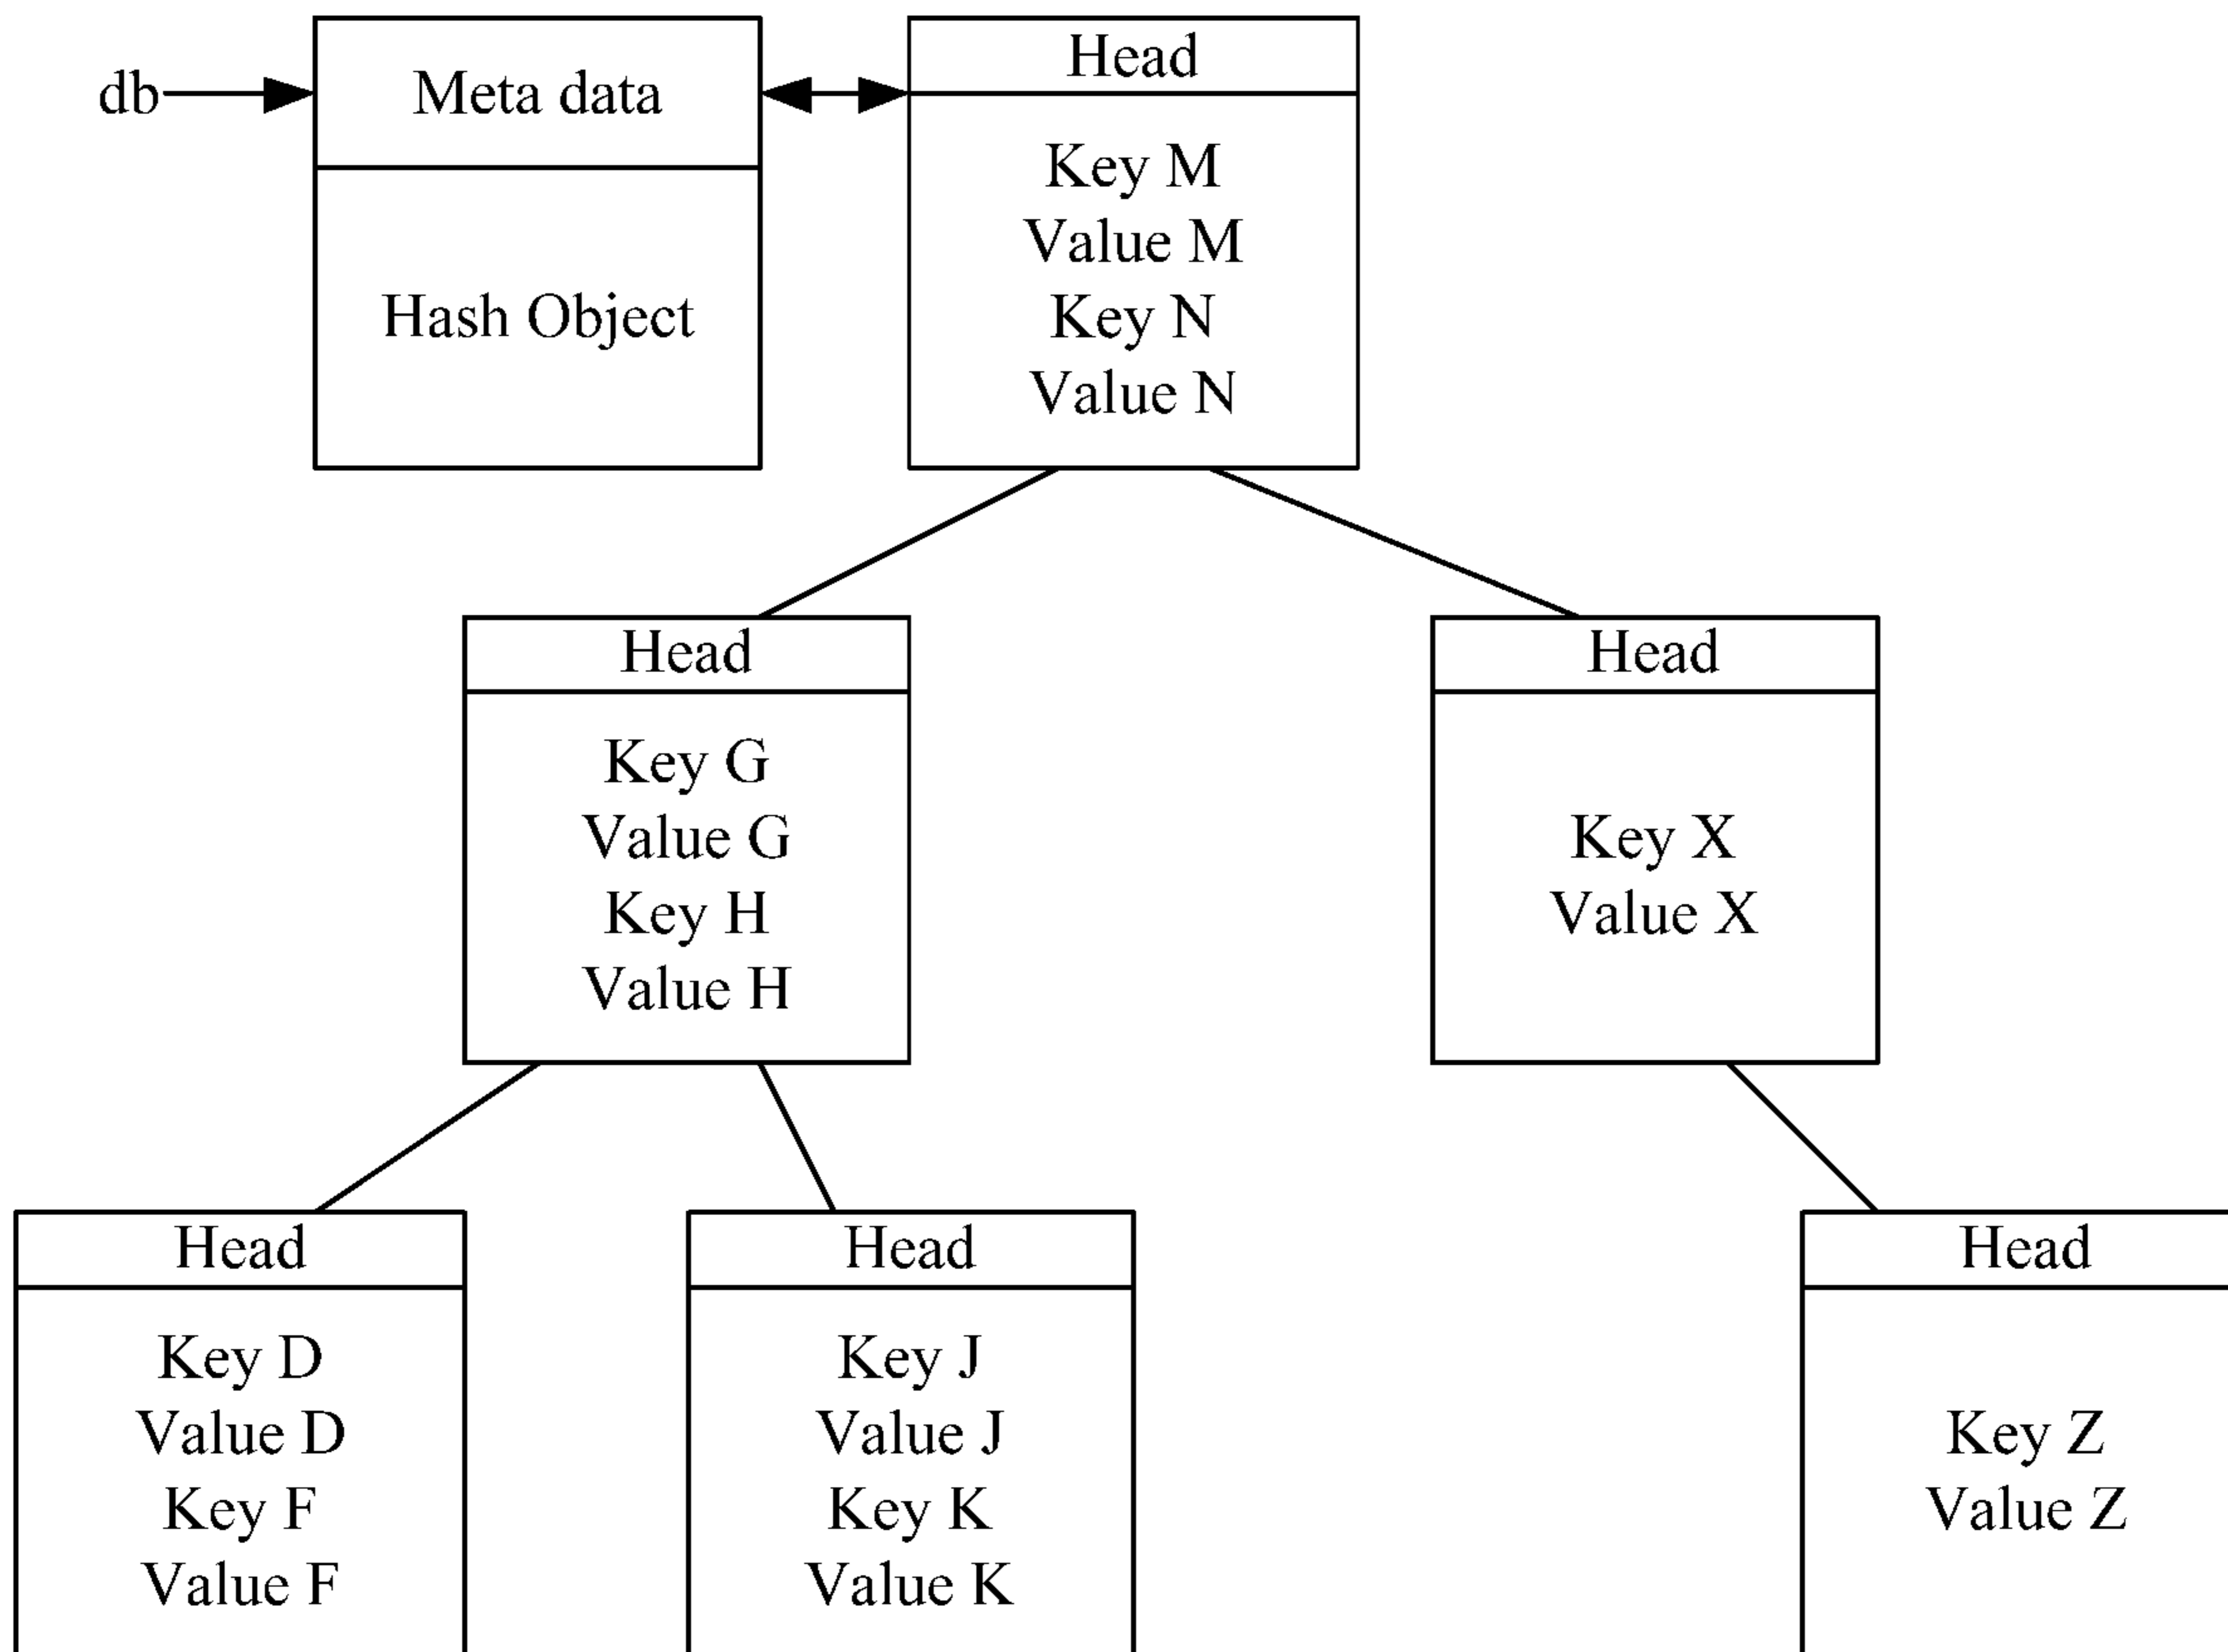 db
Meta data
Hash Object
Head
Key M
Value M
Key N
Value N
Head
Key G
Value G
Key H
Value H
Head
Key X
Value X
Head
Key D
Value D
Key F
Value F
Head
Key J
Value J
Key K
Value K
Head
Key Z
Value Z